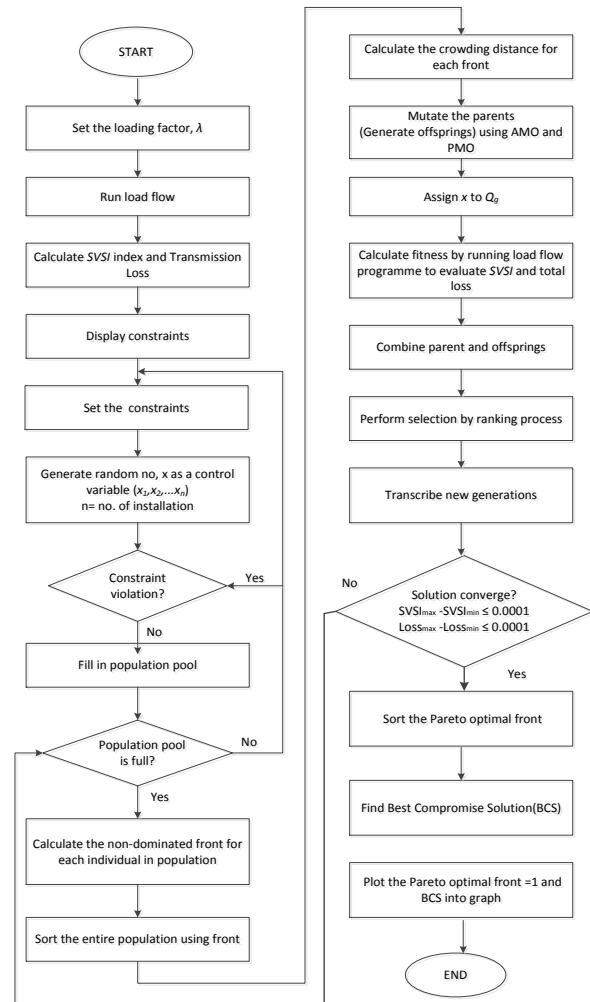 START
Set the loading factor, λ
Run load flow
Calculate SVSI index and Transmission
Loss
Display constraints
Set the constraints
Generate random no, x as a control
variable (x₁,x₂,...xₙ)
n= no. of installation
Constraint
violation?
Yes
No
Fill in population pool
Population pool
is full?
No
Yes
Calculate the non-dominated front for
each individual in population
Sort the entire population using front
Calculate the crowding distance for
each front
Mutate the parents
(Generate offsprings) using AMO and
PMO
Assign x to Qg
Calculate fitness by running load flow
programme to evaluate SVSI and total
loss
Combine parent and offsprings
Perform selection by ranking process
Transcribe new generations
No
Solution converge?
SVSImax -SVSImin ≤ 0.0001
Lossmax -Lossmin ≤ 0.0001
Yes
Sort the Pareto optimal front
Find Best Compromise Solution(BCS)
Plot the Pareto optimal front =1 and
BCS into graph
END